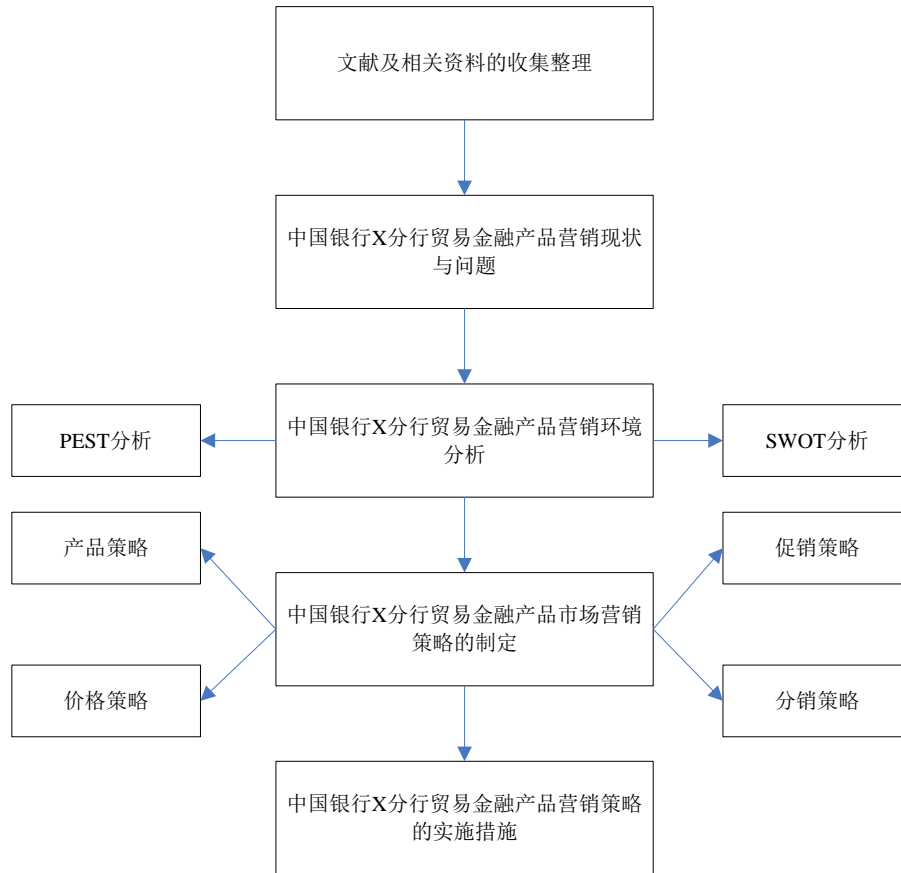 文献及相关资料的收集整理
中国银行X分行贸易金融产品营销现状
与问题
PEST分析
中国银行X分行贸易金融产品营销环境
分析
SWOT分析
产品策略
促销策略
中国银行X分行贸易金融产品市场营销
策略的制定
价格策略
分销策略
中国银行X分行贸易金融产品营销策略
的实施措施